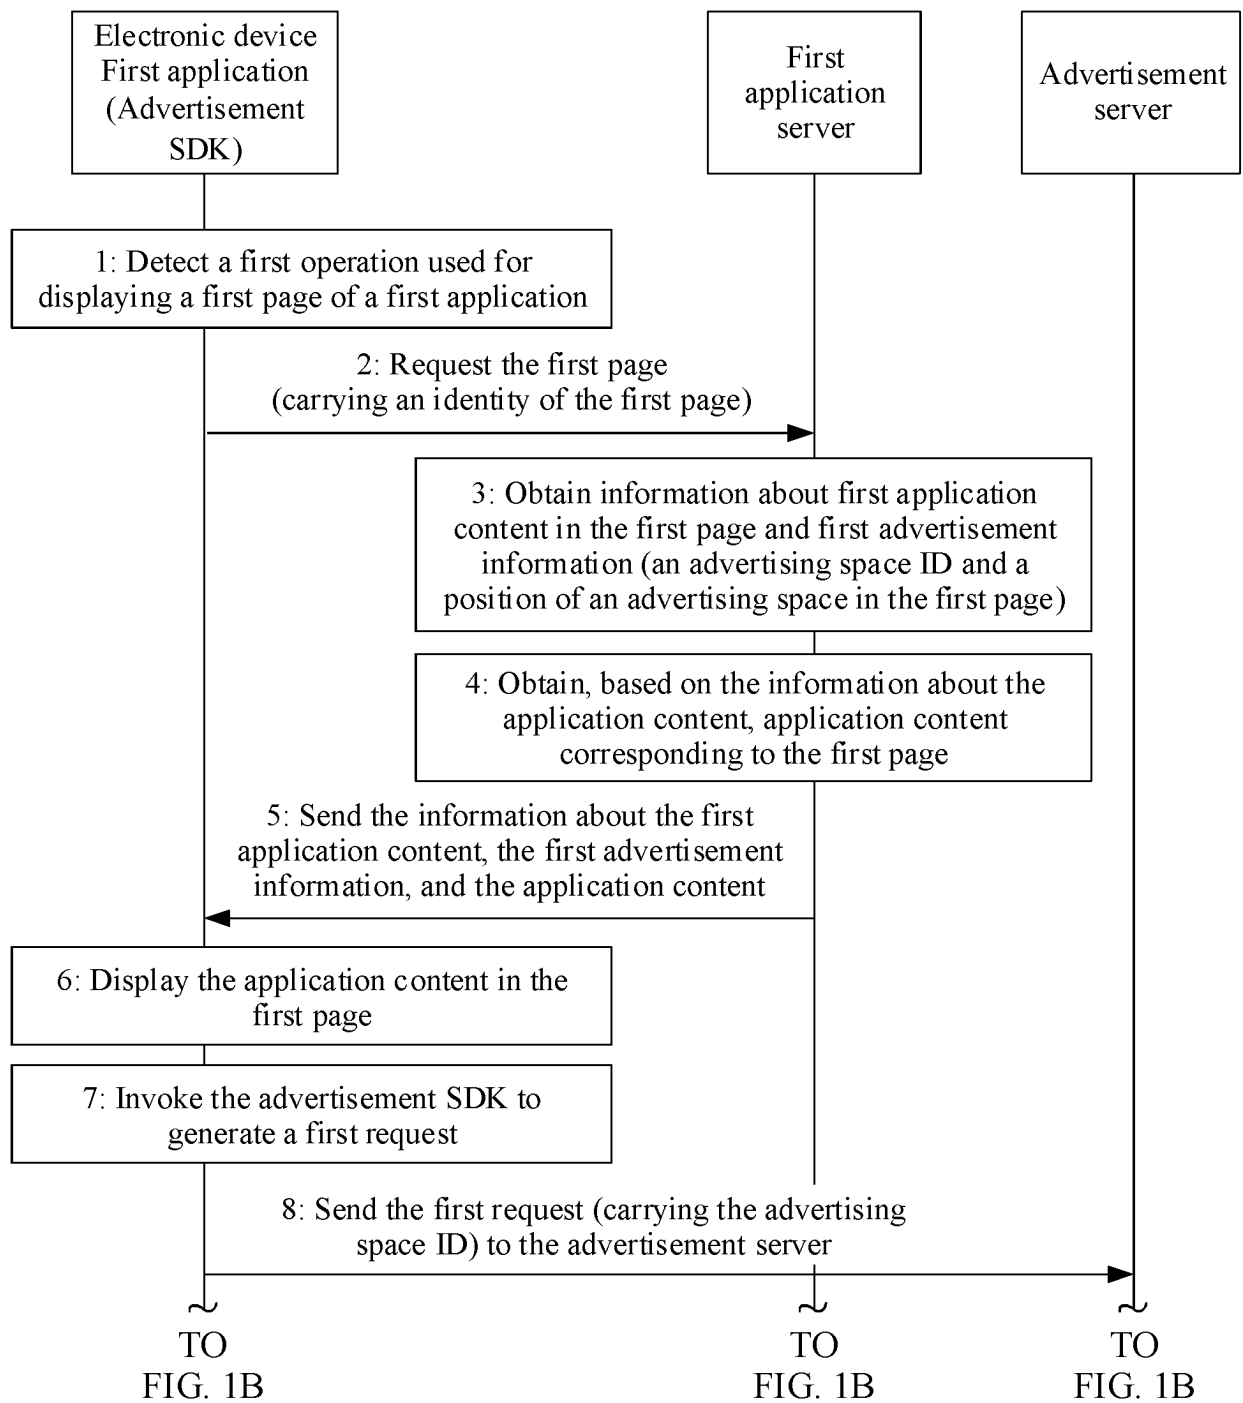 Electronic device
First application
(Advertisement
SDK)
First
application
server
Advertisement
server
1: Detect a first operation used for
displaying a first page of a first application
2: Request the first page
(carrying an identity of the first page)
3: Obtain information about first application
content in the first page and first advertisement
information (an advertising space ID and a
position of an advertising space in the first page)
4: Obtain, based on the information about the
application content, application content
corresponding to the first page
5: Send the information about the first
application content, the first advertisement
information, and the application content
6: Display the application content in the
first page
7: Invoke the advertisement SDK to
generate a first request
8: Send the first request (carrying the advertising
space ID) to the advertisement server
TO
FIG. 1B
TO
FIG. 1B
TO
FIG. 1B